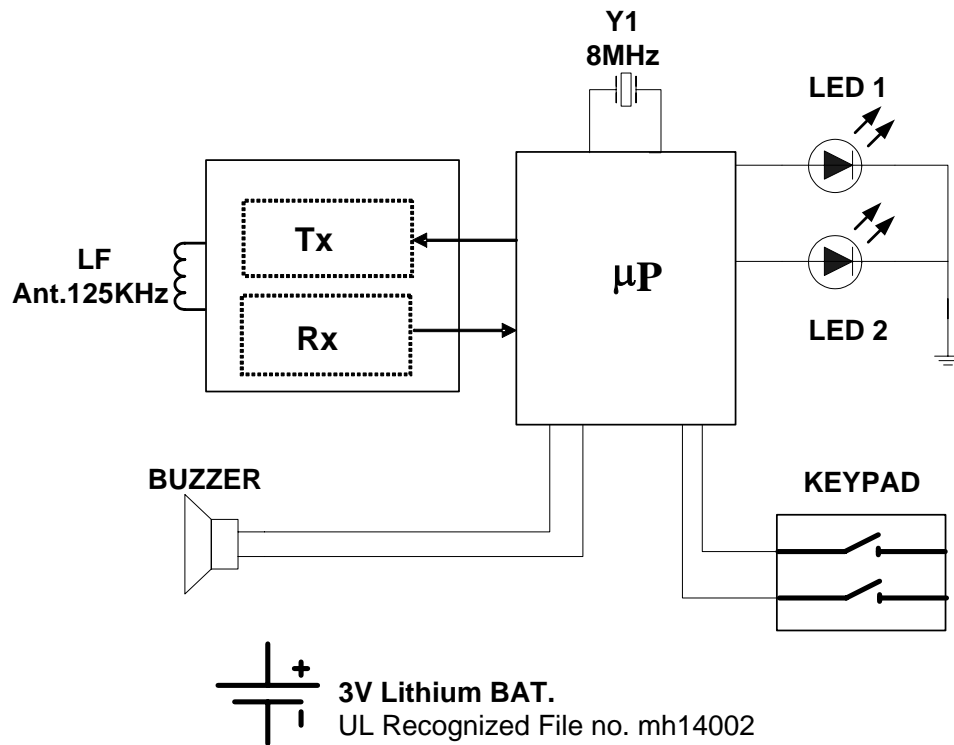 Y1
8MHz
LED 1
Tx
LF
Ant.125KHz
μP
Rx
LED 2
BUZZER
KEYPAD
3V Lithium BAT.
UL Recognized File no. mh14002